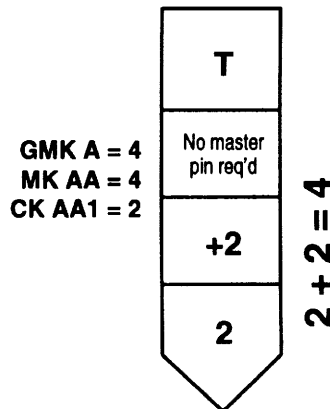 T
No master
pin req'd
GMK A = 4
MK AA = 4
CK AA1 = 2
+2
2
2 + 2 = 4